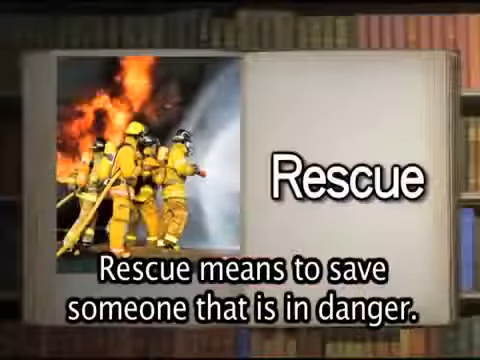 Rescue
Rescue means to save
someone that is in danger.